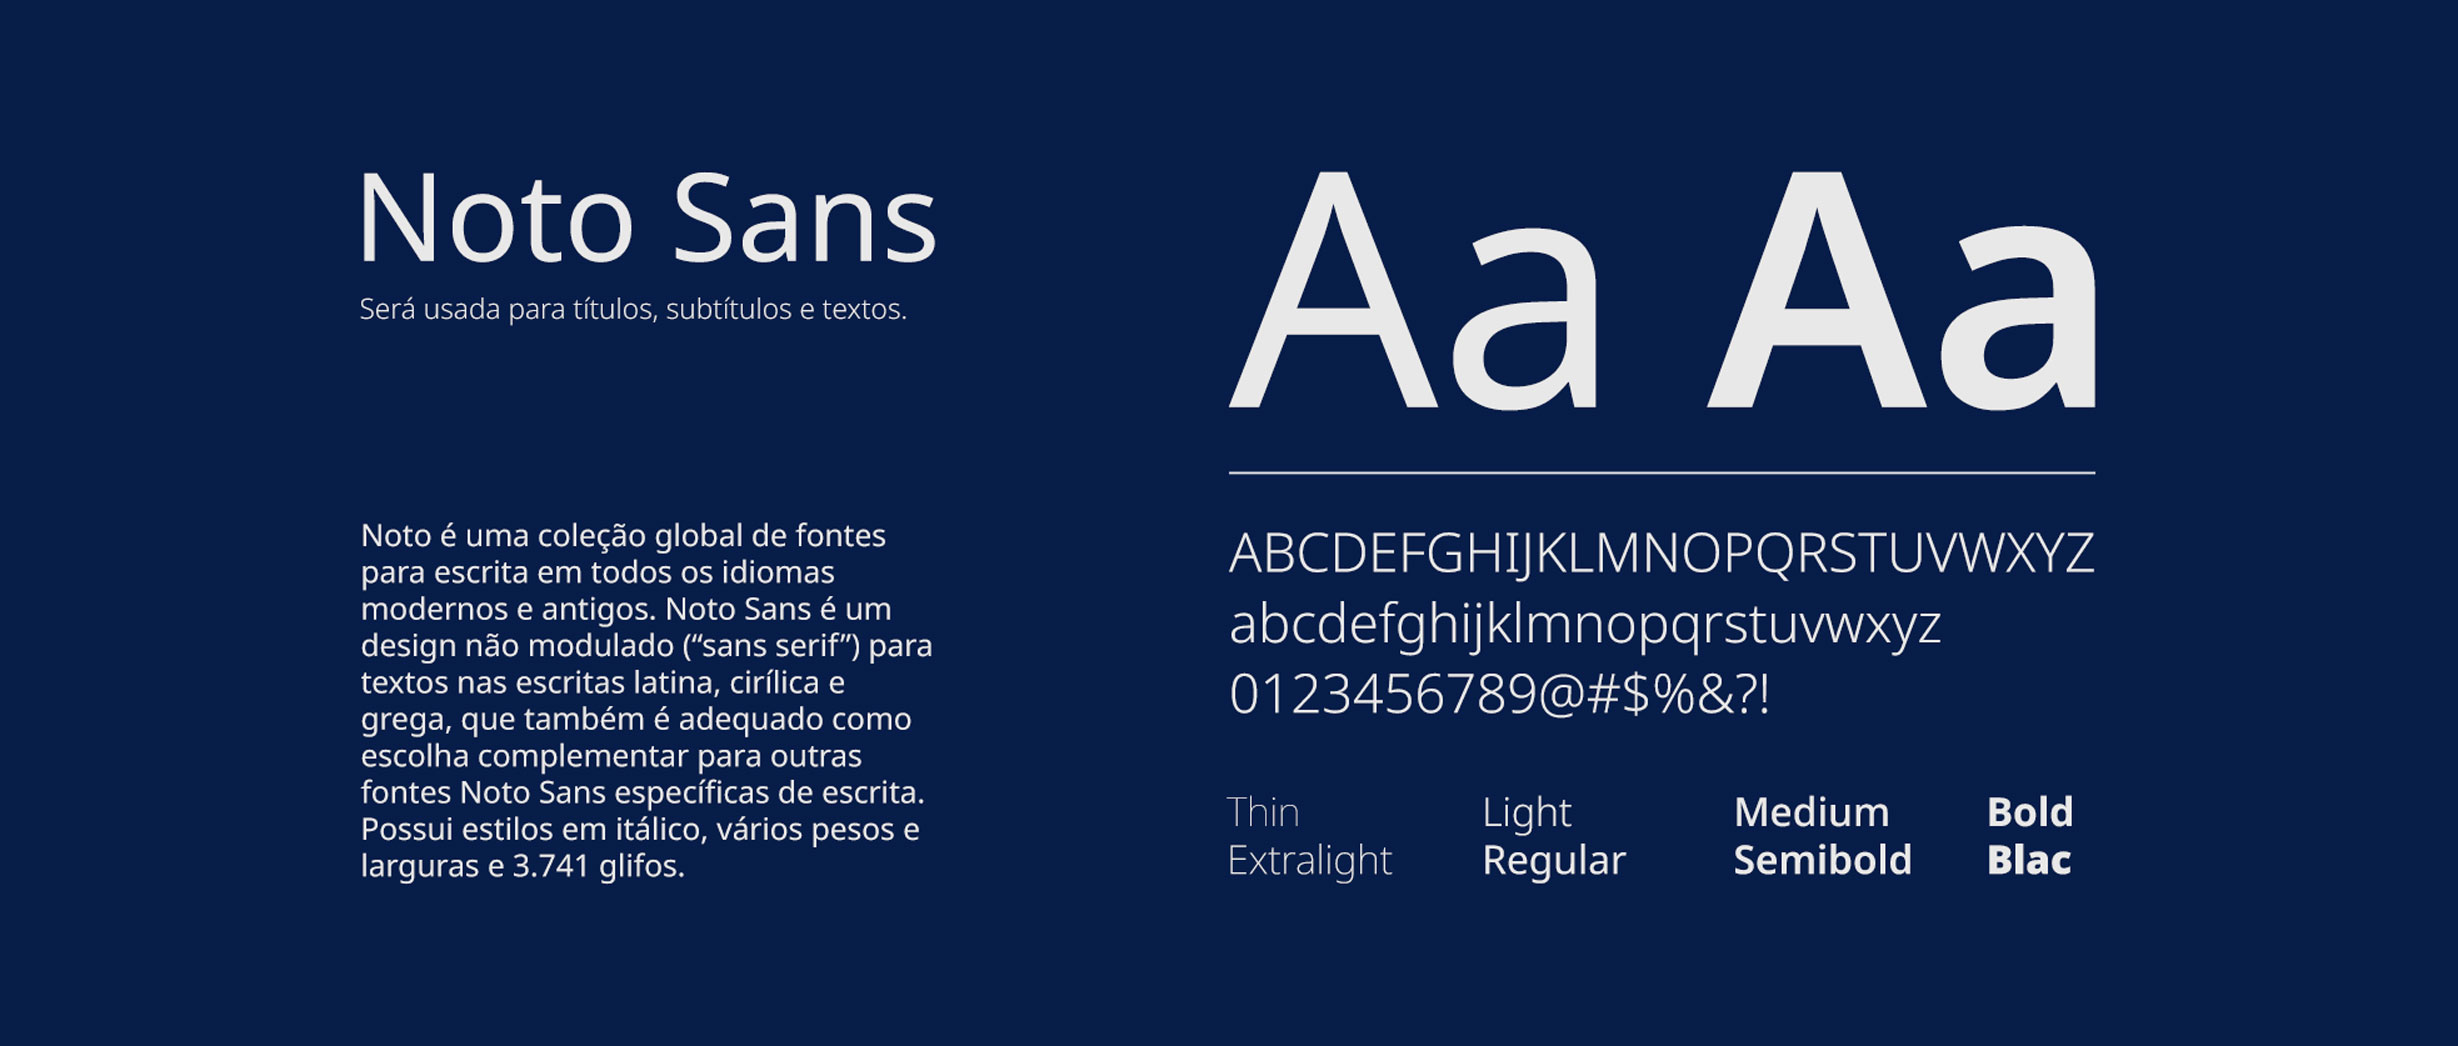 Noto Sans
Será usada para títulos, subtítulos e textos.
Noto é uma coleção global de fontes
para escrita em todos os idiomas
modernos e antigos. Noto Sans é um
design não modulado (“sans serif”) para
textos nas escritas latina, cirílica e
grega, que também é adequado como
escolha complementar para outras
fontes Noto Sans específicas de escrita.
Possui estilos em itálico, vários pesos e
larguras e 3.741 glifos.
Aa Aa
ABCDEFGHIJKLMNOPQRSTUVWXYZ
abcdefghijklmnopqrstuvwxyz
0123456789@#$%&?!
Thin Light Medium Bold
Extralight Regular Semibold Blac